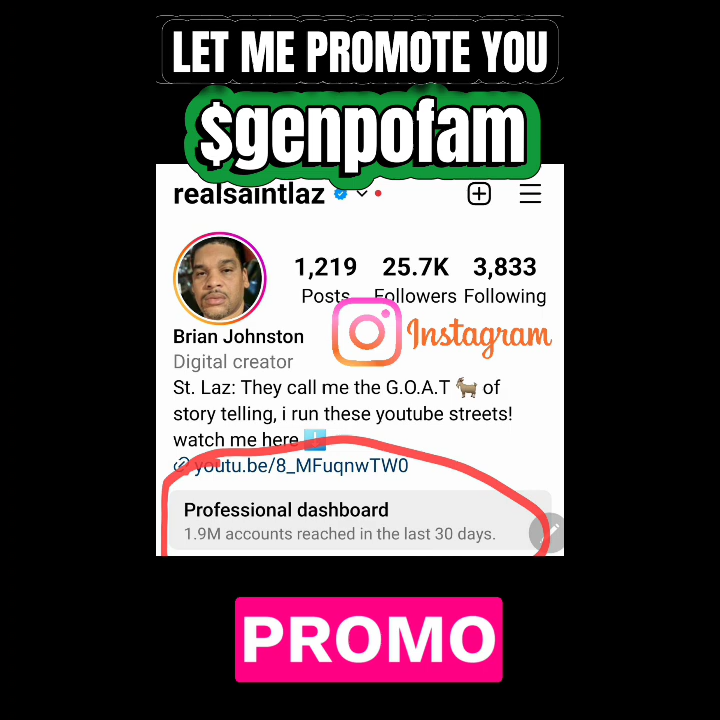 LET ME PROMOTE YOU
$genpofam
realsaintlaz
1,219 25.7K 3,833
Posts Followers Following
Instagram
Brian Johnston
Digital creator
St. Laz: They call me the G.O.A.T 🐐 of
story telling, i run these youtube streets!
watch me here ⬇️
youtu.be/8_MFuqnwTW0
Professional dashboard
1.9M accounts reached in the last 30 days.
PROMO